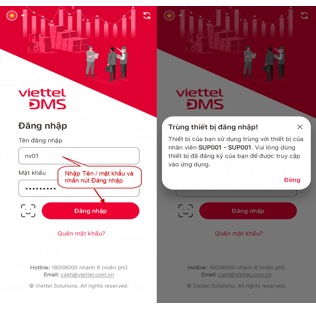 viettel
DMS
Đăng nhập
Tên đăng nhập
nv01
Mật khẩu
Nhập Tên / mật khẩu và
nhấn nút Đăng nhập
Đăng nhập
Quên mật khẩu?
Hotline: 18008000 nhánh 6 (miễn phí)
Email: cskh@viettel.com.vn
© Viettel Solutions. All rights reserved.
viettel
DMS
Trùng thiết bị đăng nhập!
Thiết bị của bạn sử dụng trùng với thiết bị của
nhân viên SUP001 - SUP001. Vui lòng dùng
thiết bị đã đăng ký của bạn để được truy cập
vào ứng dụng.
Đóng
Đăng nhập
Quên mật khẩu?
Hotline: 18008000 nhánh 6 (miễn phí)
Email: cskh@viettel.com.vn
© Viettel Solutions. All rights reserved.